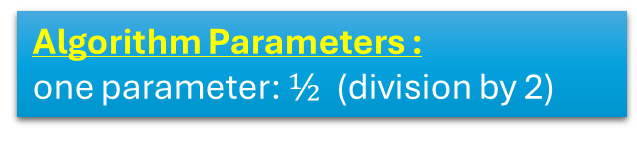 Algorithm Parameters :
one parameter: ½ (division by 2)